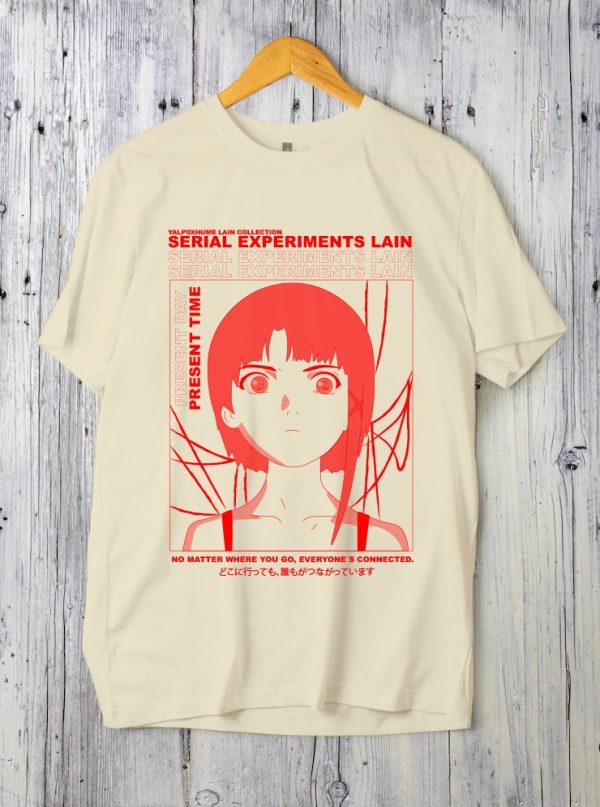 YALPOXHUME LAIN COLLECTION
SERIAL EXPERIMENTS LAIN
SERIAL EXPERIMENTS LAIN
SERIAL EXPERIMENTS LAIN
PRESENT DAY
PRESENT TIME
NO MATTER WHERE YOU GO, EVERYONE´S CONNECTED.
どこに行っても、誰もがつながっています